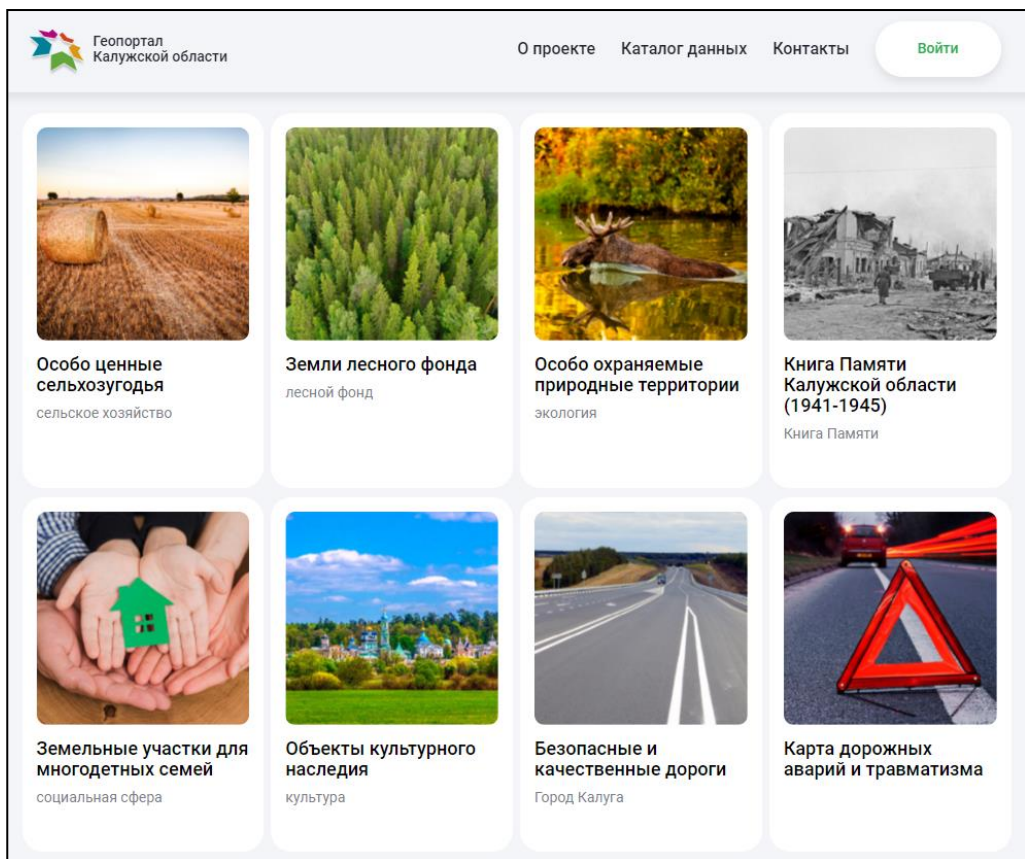 Геопортал
Калужской области
О проекте
Каталог данных
Контакты
Войти
Особо ценные
сельхозугодья
сельское хозяйство
Земли лесного фонда
лесной фонд
Особо охраняемые
природные территории
экология
Книга Памяти
Калужской области
(1941-1945)
Книга Памяти
Земельные участки для
многодетных семей
социальная сфера
Объекты культурного
наследия
культура
Безопасные и
качественные дороги
Город Калуга
Карта дорожных
аварий и травматизма